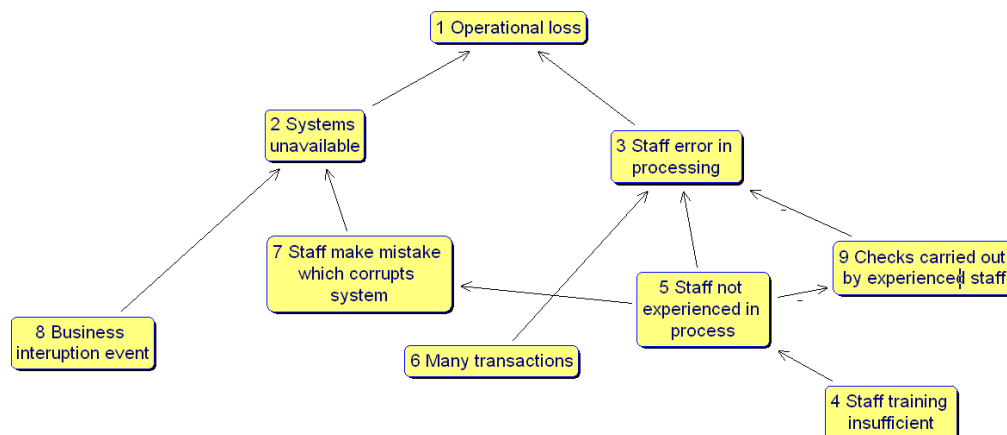 1 Operational loss
2 Systems
unavailable
3 Staff error in
processing
7 Staff make mistake
which corrupts
system
9 Checks carried out
by experienced staff
5 Staff not
experienced in
process
8 Business
interuption event
6 Many transactions
4 Staff training
insufficient
-
-